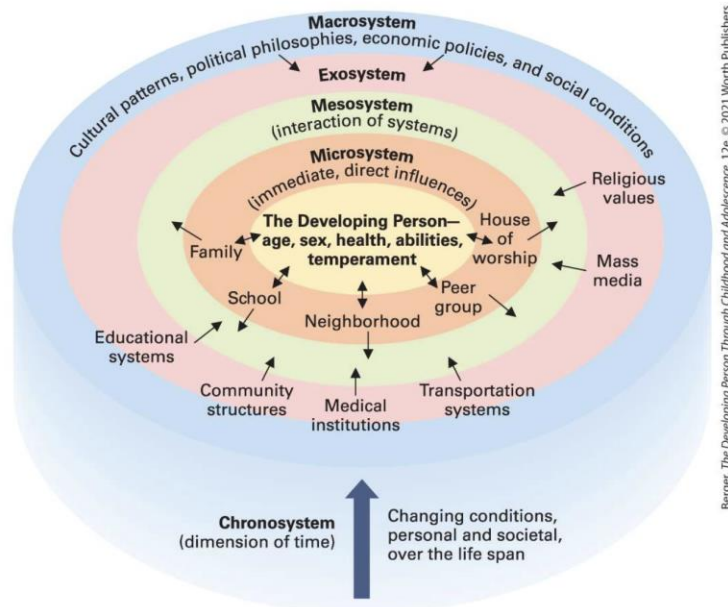 Macrosystem
Cultural patterns, political philosophies, economic policies, and social conditions
Exosystem
Mesosystem
(interaction of systems)
Microsystem
(immediate, direct influences)
The Developing Person—
age, sex, health, abilities,
temperament
Family
School
Neighborhood
Peer
group
House
of
worship
Religious
values
Mass
media
Educational
systems
Community
structures
Medical
institutions
Transportation
systems
Chronosystem
(dimension of time)
Changing conditions,
personal and societal,
over the life span
Berger, The Developing Person Through Childhood and Adolescence, 12e, © 2021 Worth Publishers